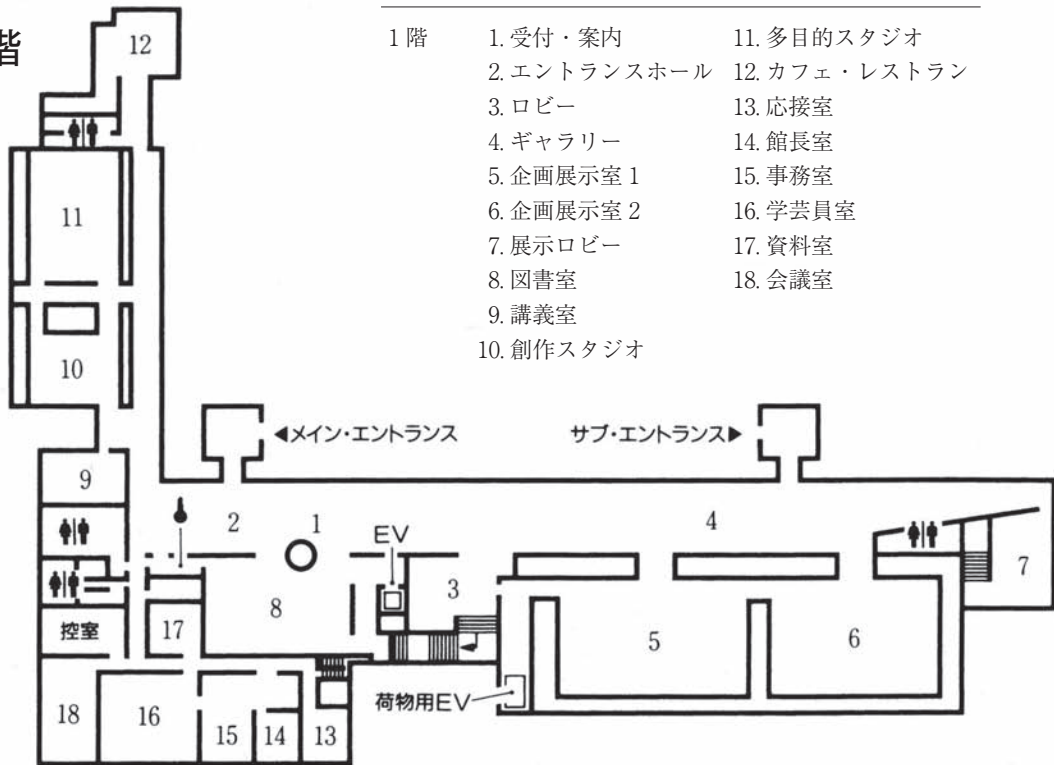 階
1階
1. 受付・案内
2. エントランスホール
3. ロビー
4. ギャラリー
5. 企画展示室1
6. 企画展示室2
7. 展示ロビー
8. 図書室
9. 講義室
10. 創作スタジオ
11. 多目的スタジオ
12. カフェ・レストラン
13. 応接室
14. 館長室
15. 事務室
16. 学芸員室
17. 資料室
18. 会議室
12
11
10
◀メイン・エントランス
サブ・エントランス▶
9
2
1
EV
4
3
7
8
5
6
控室
17
荷物用EV
18
16
15
14
13